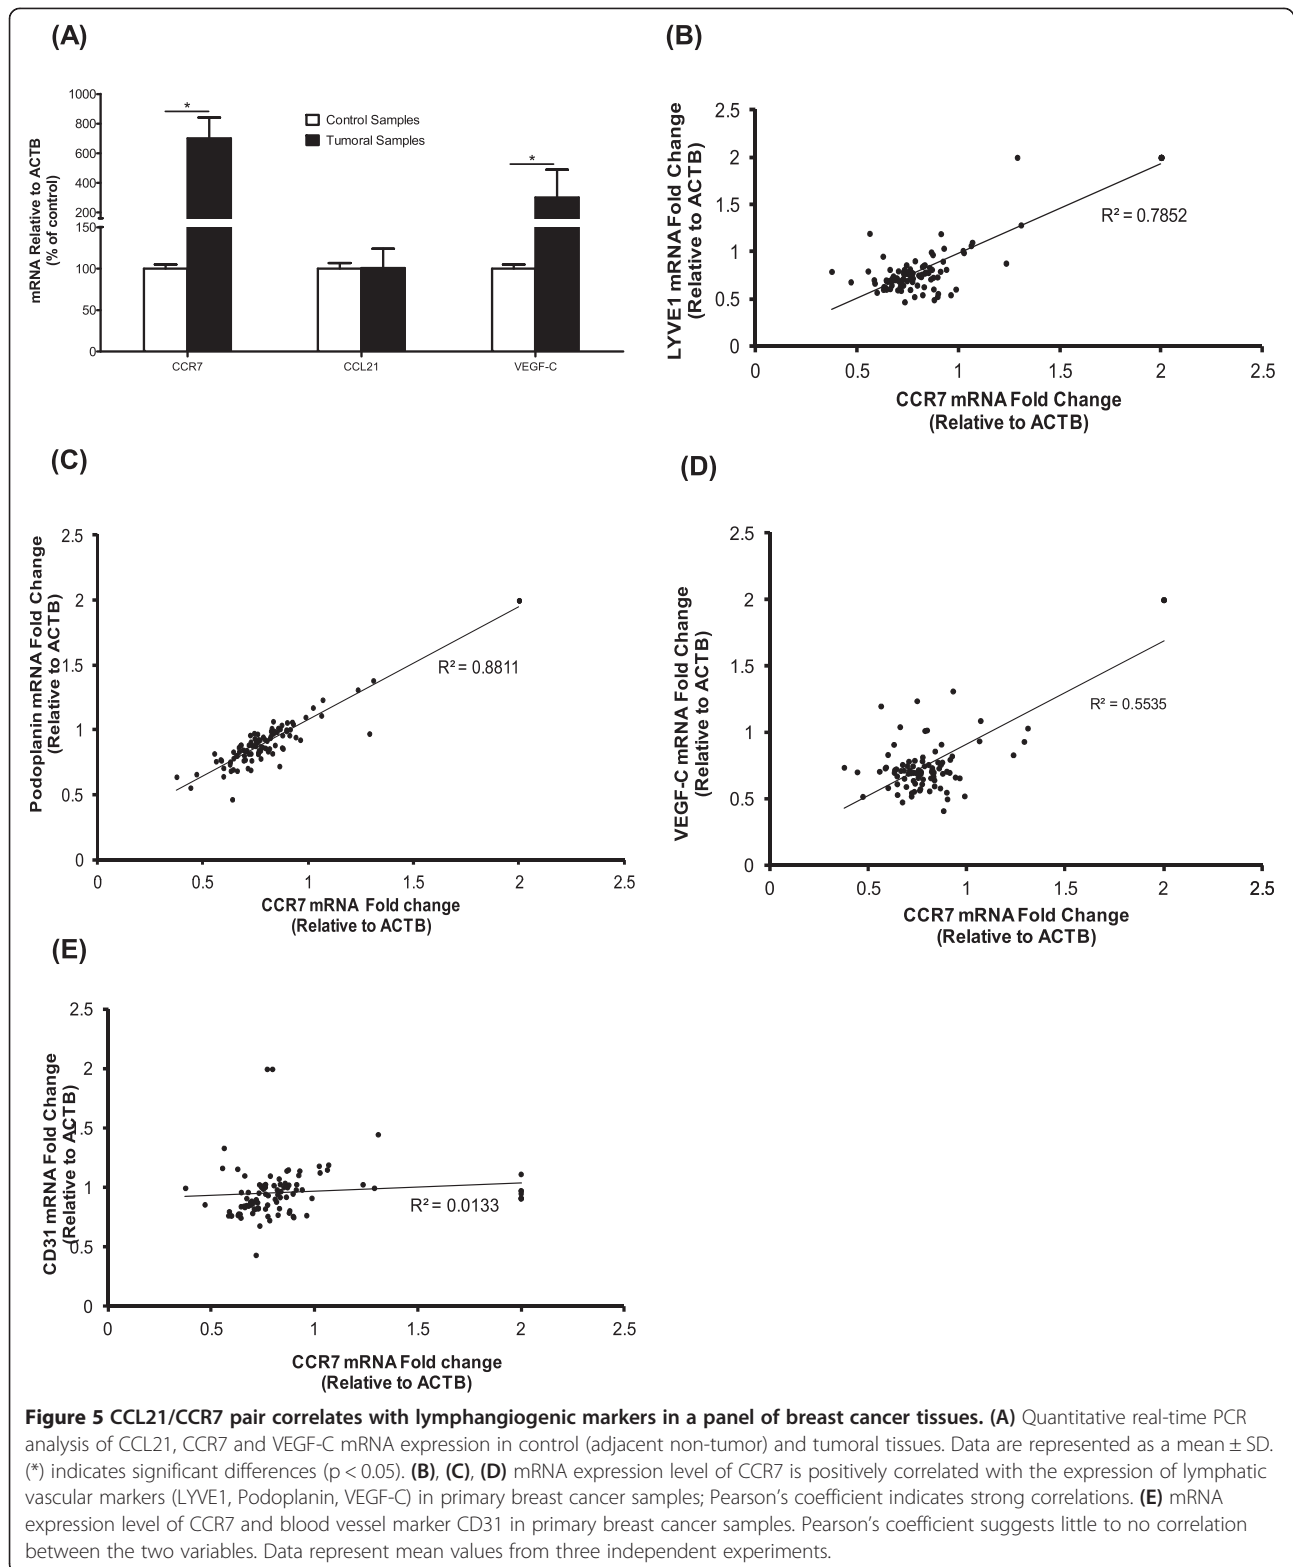 (A)
mRNA Relative to ACTB
(% of control)
1000
800
600
400
200
150
100
50
0
*
*
Control Samples
Tumoral Samples
CCR7
CCL21
VEGF-C
(B)
LYVE1 mRNA Fold Change
(Relative to ACTB)
2.5
2
1.5
1
0.5
0
R² = 0.7852
0
0.5
1
1.5
2
2.5
CCR7 mRNA Fold Change
(Relative to ACTB)
(C)
Podoplanin mRNA Fold Change
(Relative to ACTB)
2.5
2
1.5
1
0.5
0
R² = 0.8811
0
0.5
1
1.5
2
2.5
CCR7 mRNA Fold change
(Relative to ACTB)
(D)
VEGF-C mRNA Fold Change
(Relative to ACTB)
2.5
2
1.5
1
0.5
0
R² = 0.5535
0
0.5
1
1.5
2
2.5
CCR7 mRNA Fold Change
(Relative to ACTB)
(E)
CD31 mRNA Fold Change
(Relative to ACTB)
2.5
2
1.5
1
0.5
0
R² = 0.0133
0
0.5
1
1.5
2
2.5
CCR7 mRNA Fold change
(Relative to ACTB)
Figure 5 CCL21/CCR7 pair correlates with lymphangiogenic markers in a panel of breast cancer tissues. (A) Quantitative real-time PCR
analysis of CCL21, CCR7 and VEGF-C mRNA expression in control (adjacent non-tumor) and tumoral tissues. Data are represented as a mean ± SD.
(*) indicates significant differences (p < 0.05). (B), (C), (D) mRNA expression level of CCR7 is positively correlated with the expression of lymphatic
vascular markers (LYVE1, Podoplanin, VEGF-C) in primary breast cancer samples; Pearson's coefficient indicates strong correlations. (E) mRNA
expression level of CCR7 and blood vessel marker CD31 in primary breast cancer samples. Pearson's coefficient suggests little to no correlation
between the two variables. Data represent mean values from three independent experiments.